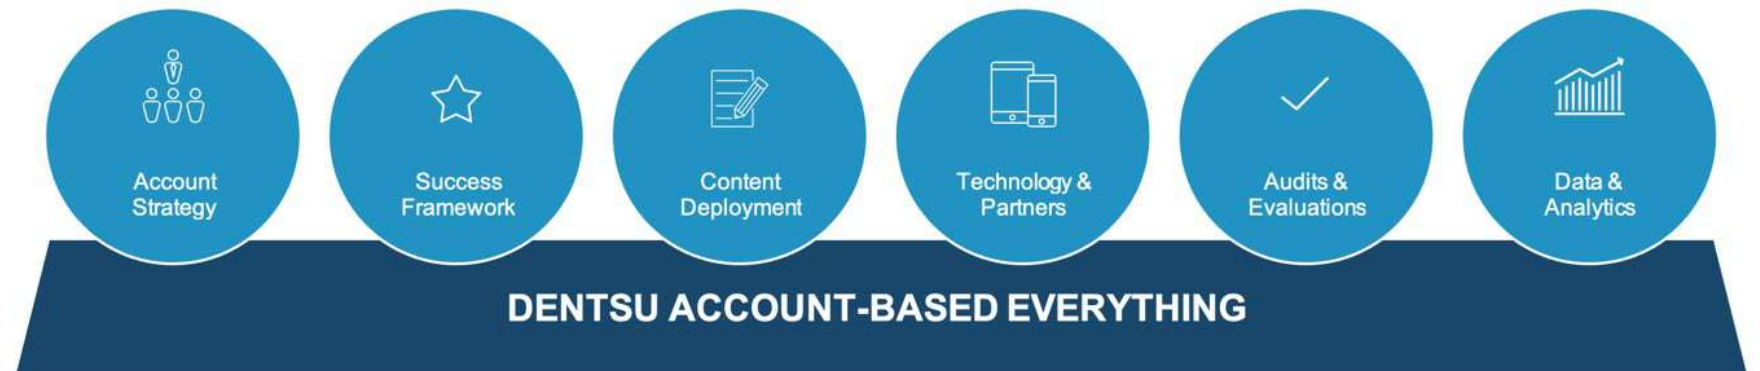 Account
Strategy
Success
Framework
Content
Deployment
Technology &
Partners
Audits &
Evaluations
Data &
Analytics
DENTSU ACCOUNT-BASED EVERYTHING